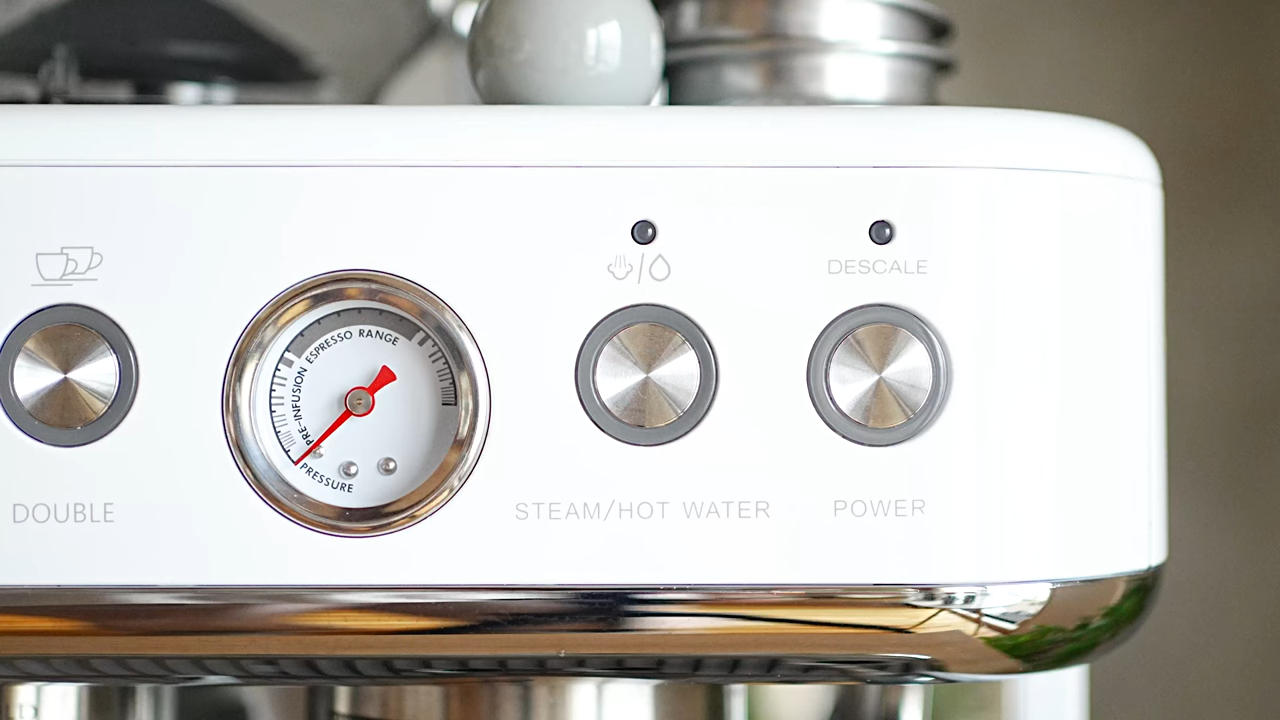 DESCALE
ESPRESSO RANGE
PRE-INFUSION
PRESSURE
DOUBLE
STEAM/HOT WATER
POWER